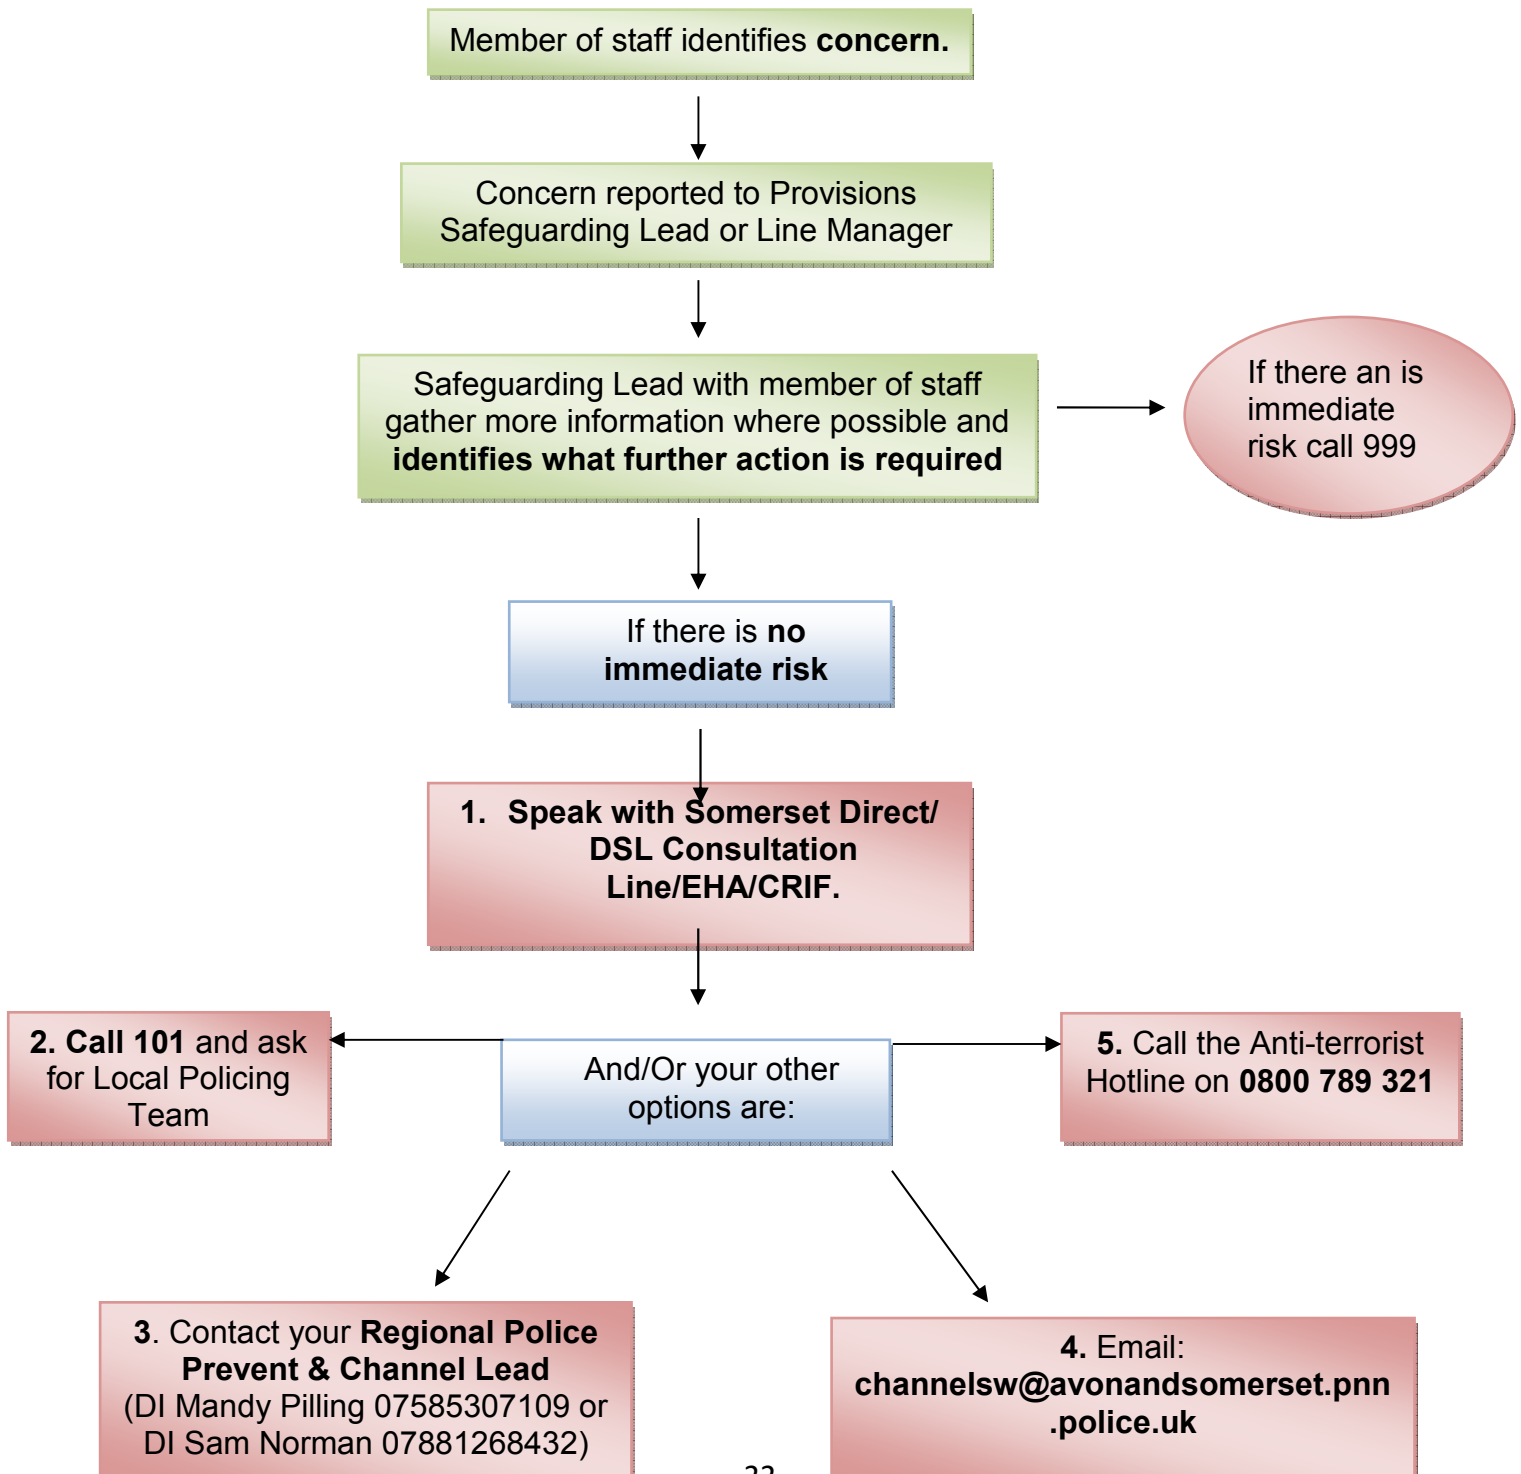 Member of staff identifies concern.
Concern reported to Provisions
Safeguarding Lead or Line Manager
Safeguarding Lead with member of staff
gather more information where possible and
identifies what further action is required
If there an is
immediate
risk call 999
If there is no
immediate risk
1. Speak with Somerset Direct/
DSL Consultation
Line/EHA/CRIF.
And/Or your other
options are:
2. Call 101 and ask
for Local Policing
Team
5. Call the Anti-terrorist
Hotline on 0800 789 321
3. Contact your Regional Police
Prevent & Channel Lead
(DI Mandy Pilling 07585307109 or
DI Sam Norman 07881268432)
4. Email:
channelsw@avonandsomerset.pnn
.police.uk